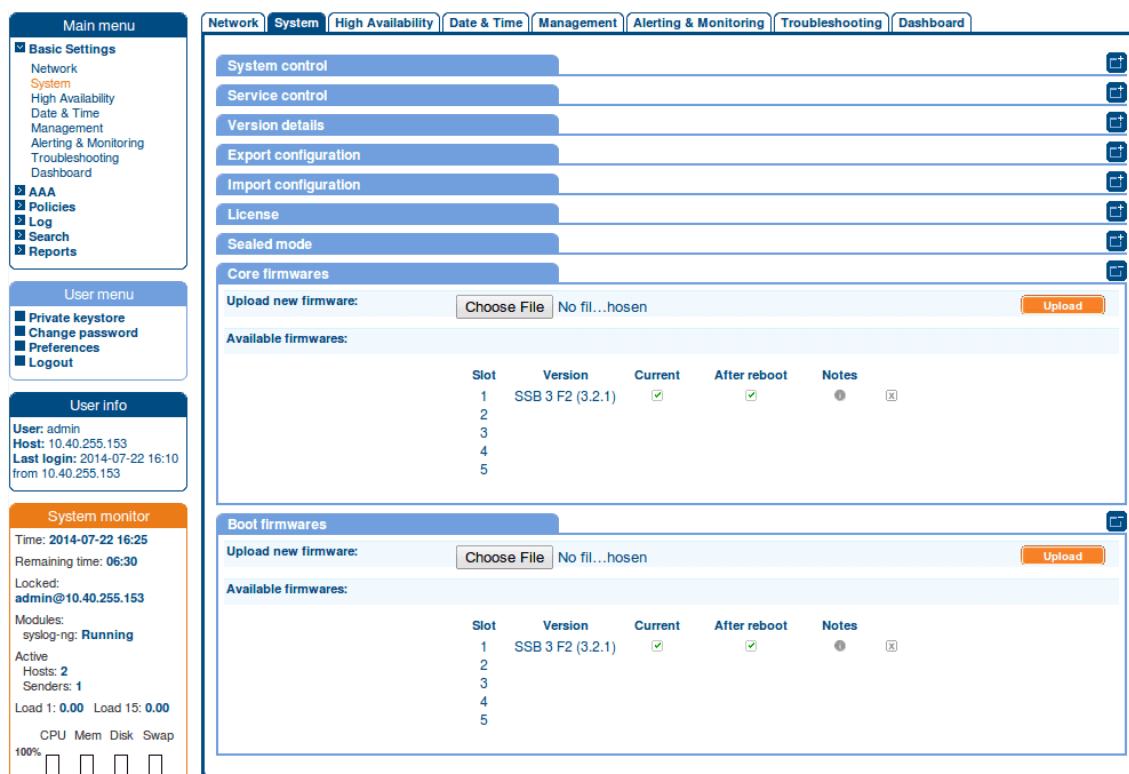 Main menu
Basic Settings
Network
System
High Availability
Date & Time
Management
Alerting & Monitoring
Troubleshooting
Dashboard
AAA
Policies
Log
Search
Reports
User menu
Private keystore
Change password
Preferences
Logout
User info
User: admin
Host: 10.40.255.153
Last login: 2014-07-22 16:10
from 10.40.255.153
System monitor
Time: 2014-07-22 16:25
Remaining time: 06:30
Locked:
admin@10.40.255.153
Modules:
syslog-ng: Running
Active
Hosts: 2
Senders: 1
Load 1: 0.00 Load 15: 0.00
CPU Mem Disk Swap
100%
Network System High Availability Date & Time Management Alerting & Monitoring Troubleshooting Dashboard
System control
Service control
Version details
Export configuration
Import configuration
License
Sealed mode
Core firmwares
Upload new firmware: Choose File No fil...hosen Upload
Available firmwares:
Slot Version Current After reboot Notes
1 SSB 3 F2 (3.2.1)
2
3
4
5
Boot firmwares
Upload new firmware: Choose File No fil...hosen Upload
Available firmwares:
Slot Version Current After reboot Notes
1 SSB 3 F2 (3.2.1)
2
3
4
5